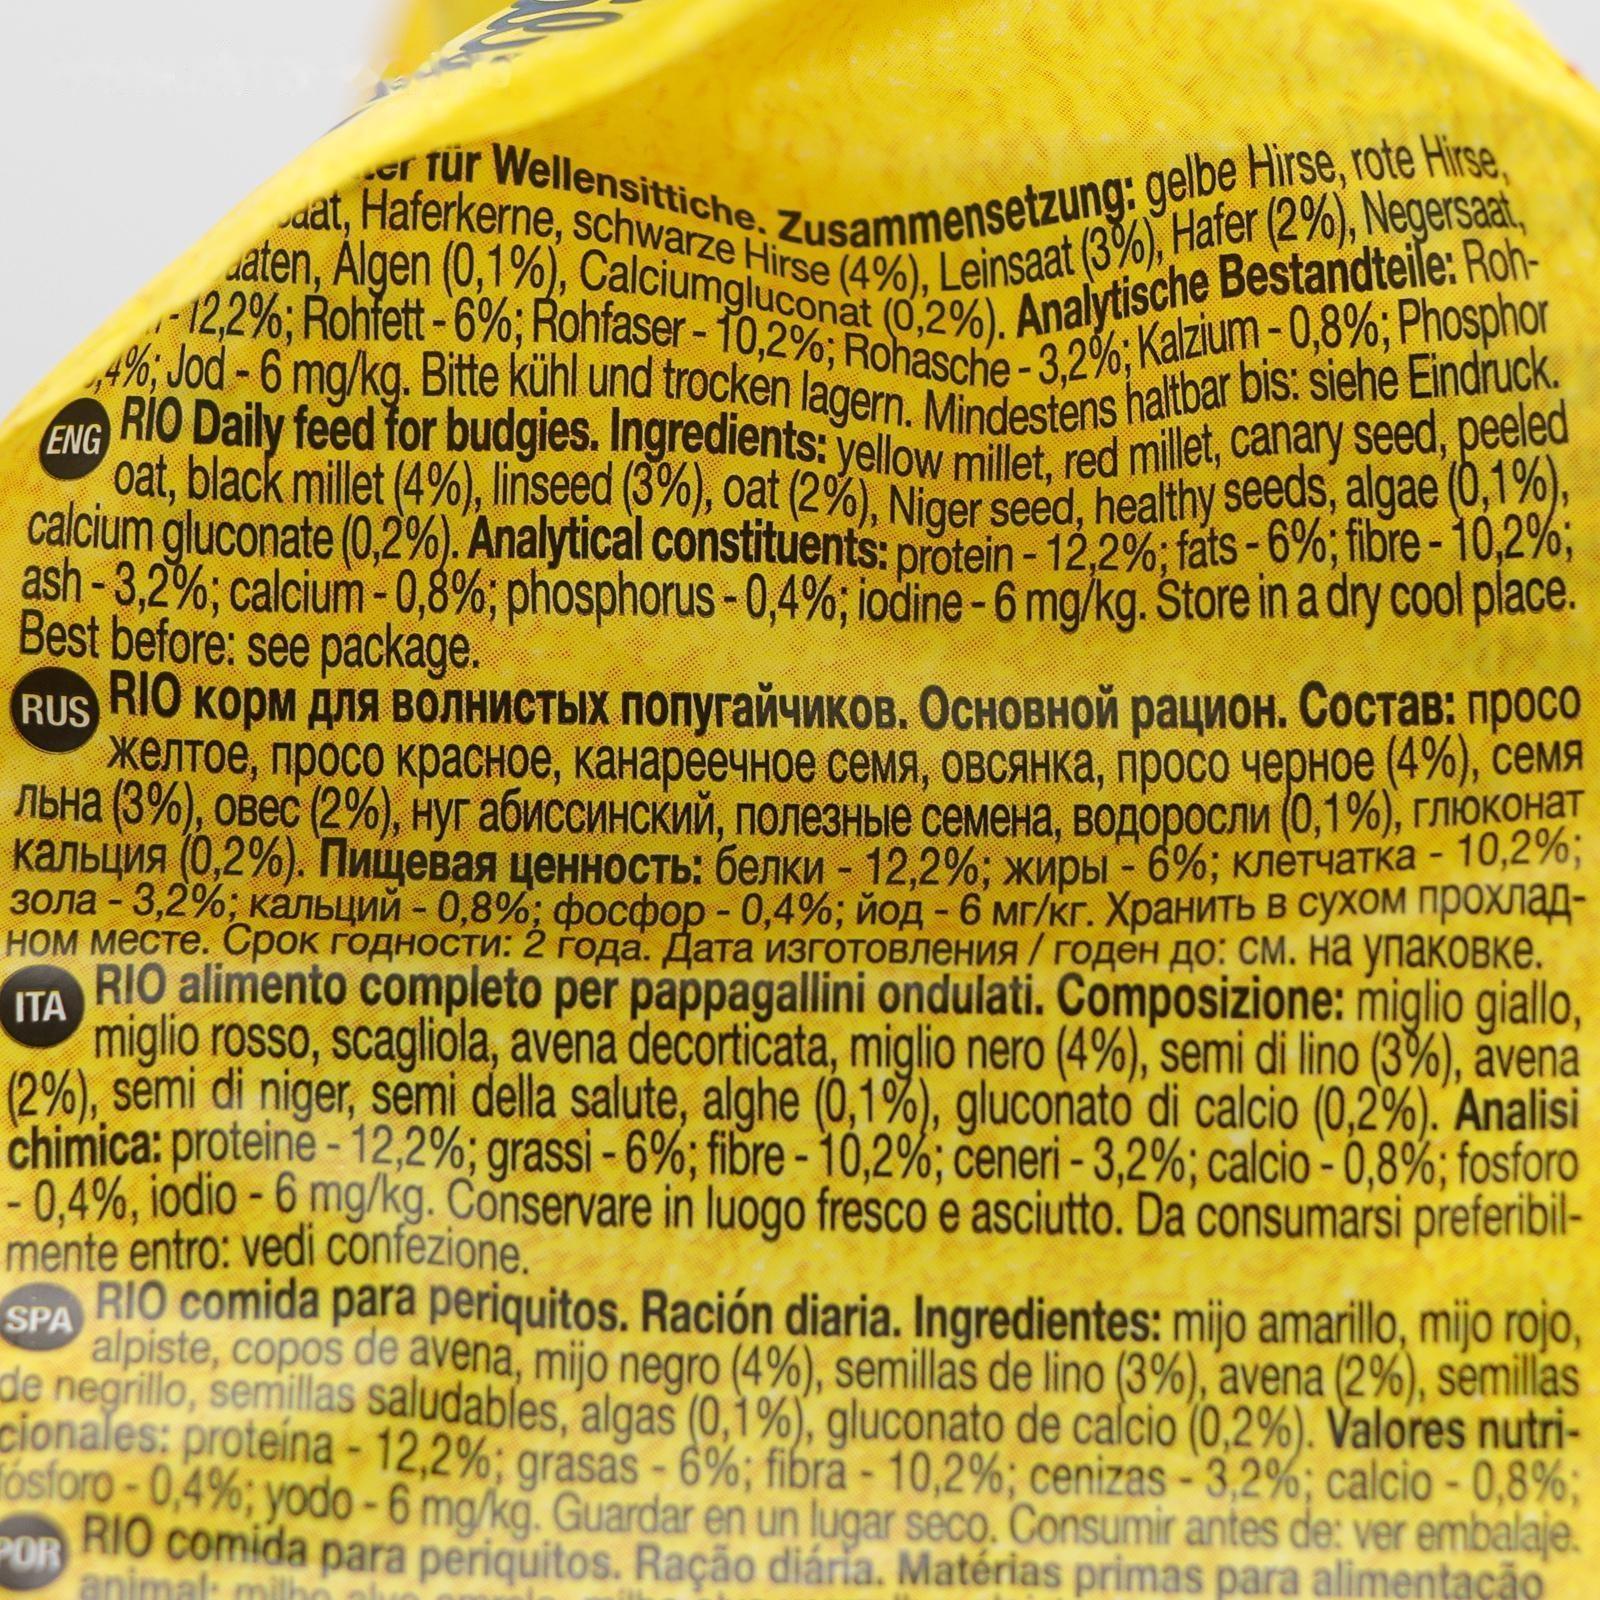 für Wellensittiche. Zusammensetzung: gelbe Hirse, rote Hirse,
Haferkerne, schwarze Hirse (4%), Leinsaat (3%), Hafer (2%), Negersaat,
Algen (0,1%), Calciumgluconat (0,2%). Analytische Bestandteile: Roh-
- 12,2%; Rohfett - 6%; Rohfaser - 10,2%; Rohasche - 3,2%; Kalzium - 0,8%; Phosphor
Jod - 6 mg/kg. Bitte kühl und trocken lagern. Mindestens haltbar bis: siehe Eindruck.
ENG RIO Daily feed for budgies. Ingredients: yellow millet, red millet, canary seed, peeled
oat, black millet (4%), linseed (3%), oat (2%), Niger seed, healthy seeds, algae (0,1%),
calcium gluconate (0,2%). Analytical constituents: protein - 12,2%; fats - 6%; fibre - 10,2%;
ash - 3,2%; calcium - 0,8%; phosphorus - 0,4%; iodine - 6 mg/kg. Store in a dry cool place.
Best before: see package.
RUS RIO корм для волнистых попугайчиков. Основной рацион. Состав: просо
желтое, просо красное, канареечное семя, овсянка, просо черное (4%), семя
льна (3%), овес (2%), нуг абиссинский, полезные семена, водоросли (0,1%), глюконат
кальция (0,2%). Пищевая ценность: белки - 12,2%; жиры - 6%; клетчатка - 10,2%;
зола - 3,2%; кальций - 0,8%; фосфор - 0,4%; йод - 6 мг/кг. Хранить в сухом прохлад-
ном месте. Срок годности: 2 года. Дата изготовления / годен до: см. на упаковке.
ITA RIO alimento completo per pappagallini ondulati. Composizione: miglio giallo,
miglio rosso, scagliola, avena decorticata, miglio nero (4%), semi di lino (3%), avena
(2%), semi di niger, semi della salute, alghe (0,1%), gluconato di calcio (0,2%). Analisi
chimica: proteine - 12,2%; grassi - 6%; fibre - 10,2%; ceneri - 3,2%; calcio - 0,8%; fosforo
- 0,4%, iodio - 6 mg/kg. Conservare in luogo fresco e asciutto. Da consumarsi preferibil-
mente entro: vedi confezione.
SPA RIO comida para periquitos. Ración diaria. Ingredientes: mijo amarillo, mijo rojo,
alpiste, copos de avena, mijo negro (4%), semillas de lino (3%), avena (2%), semillas
de negrillo, semillas saludables, algas (0,1%), gluconato de calcio (0,2%). Valores nutri-
cionales: proteína - 12,2%; grasas - 6%; fibra - 10,2%; cenizas - 3,2%; calcio - 0,8%;
fósforo - 0,4%; yodo - 6 mg/kg. Guardar en un lugar seco. Consumir antes de: ver embalaje.
POR RIO comida para periquitos. Ração diária. Matérias primas para alimentação
animal: milho